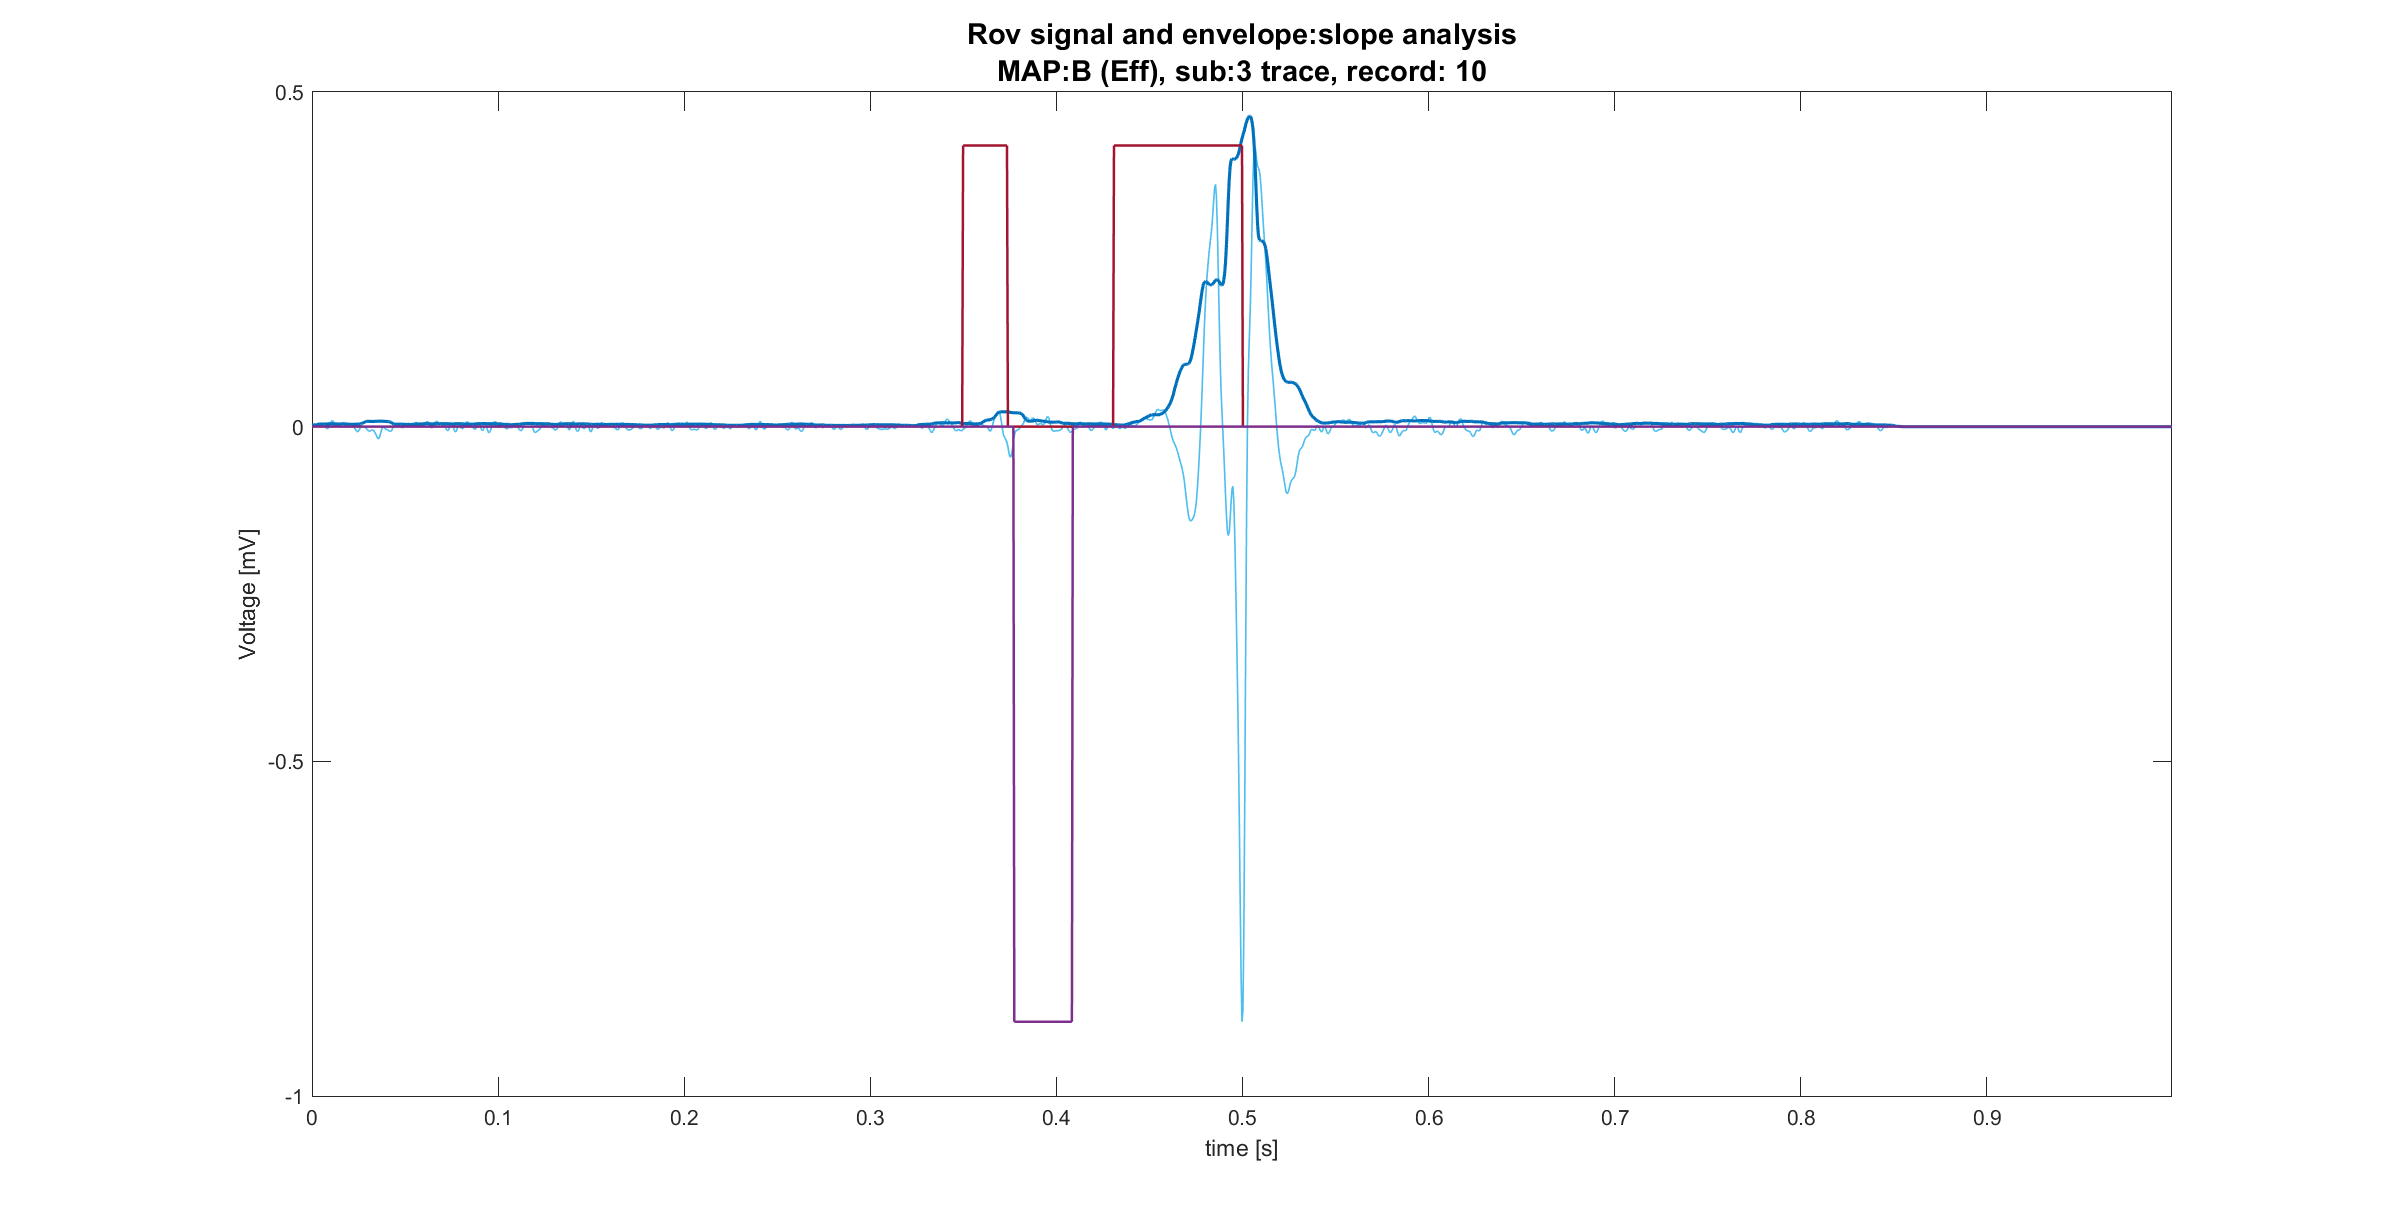 Rov signal and envelope:slope analysis
MAP:B (Eff), sub:3 trace, record: 10
0.5
0
-0.5
-1
Voltage [mV]
0 0.1 0.2 0.3 0.4 0.5 0.6 0.7 0.8 0.9
time [s]